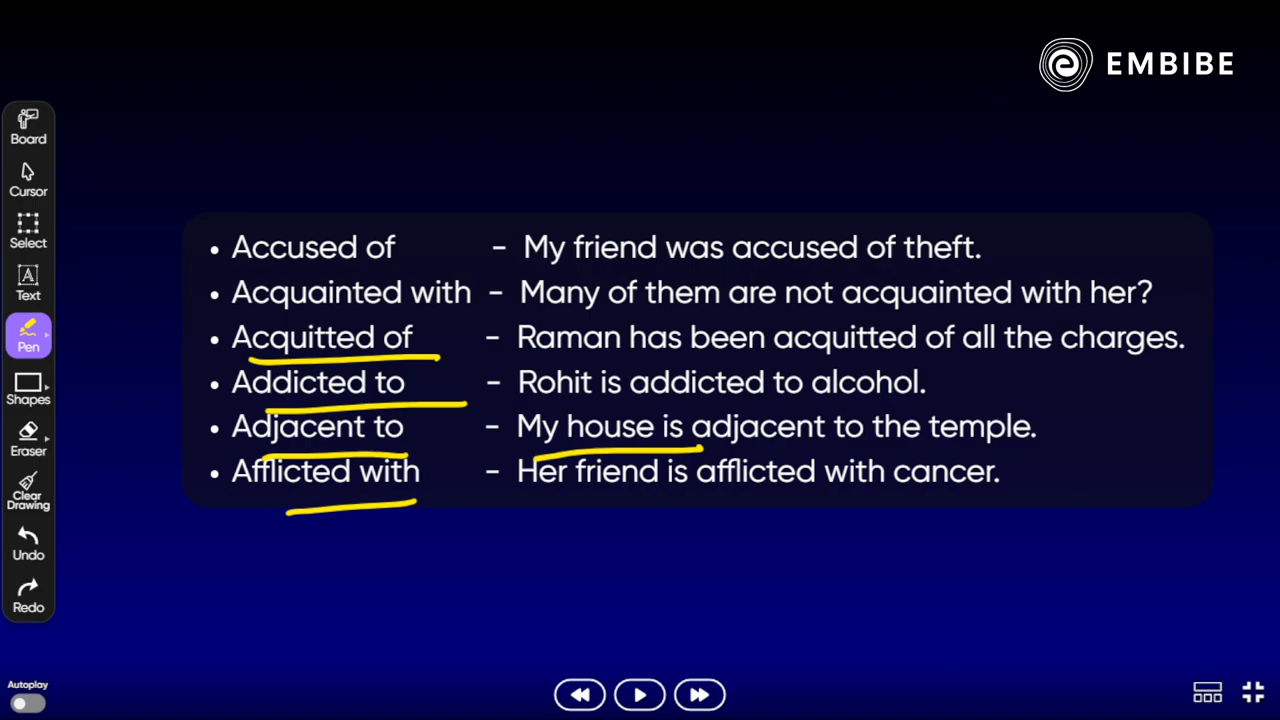 EMBIBE
Board
Cursor
Select
Text
Pen
Shapes
Eraser
Clear
Drawing
Undo
Redo
• Accused of - My friend was accused of theft.
• Acquainted with - Many of them are not acquainted with her?
• Acquitted of - Raman has been acquitted of all the charges.
• Addicted to - Rohit is addicted to alcohol.
• Adjacent to - My house is adjacent to the temple.
• Afflicted with - Her friend is afflicted with cancer.
Autoplay